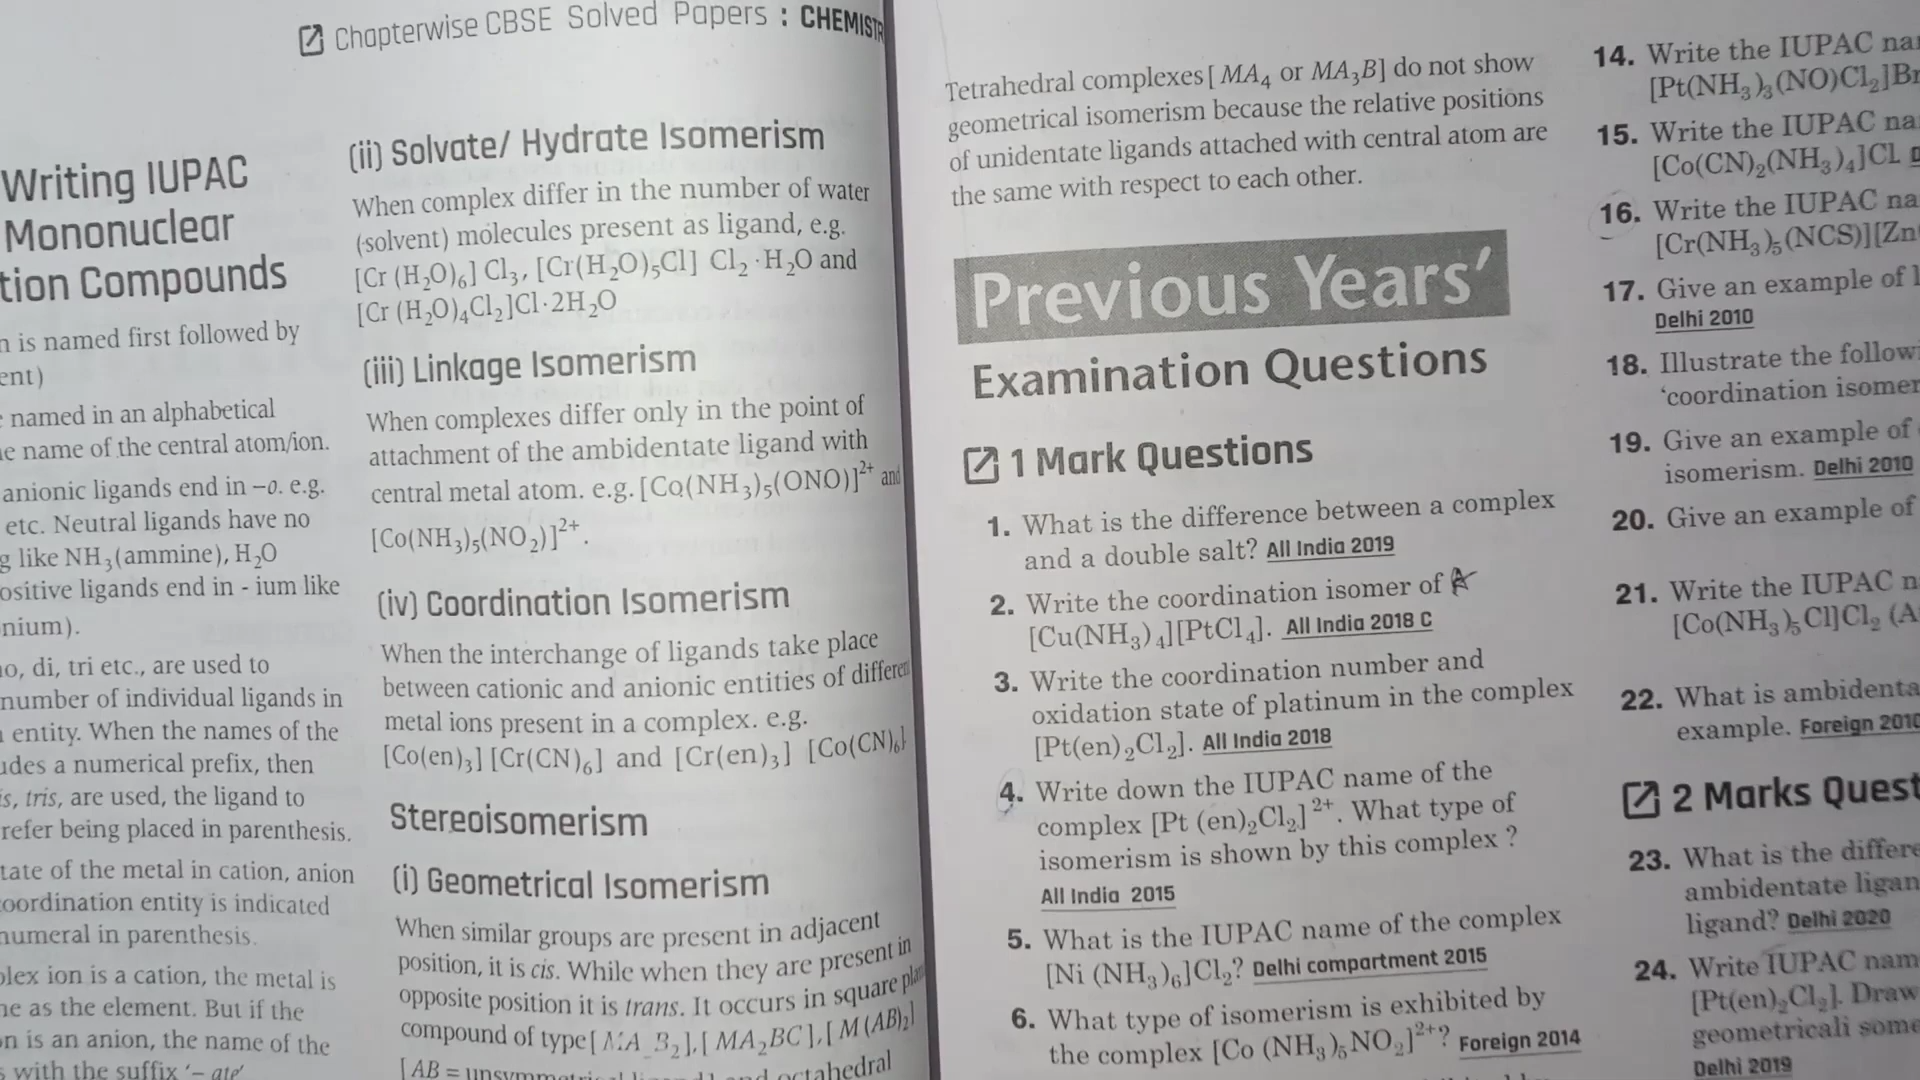 Chapterwise CBSE Solved Papers : CHEMISTR
Writing IUPAC
Mononuclear
tion Compounds
n is named first followed by
ent)
named in an alphabetical
e name of the central atom/ion.
anionic ligands end in –o. e.g.
etc. Neutral ligands have no
g like NH₃(ammine), H₂O
ositive ligands end in - ium like
nium).
no, di, tri etc., are used to
number of individual ligands in
entity. When the names of the
udes a numerical prefix, then
is, tris, are used, the ligand to
refer being placed in parenthesis.
tate of the metal in cation, anion
coordination entity is indicated
numeral in parenthesis.
plex ion is a cation, the metal is
ne as the element. But if the
n is an anion, the name of the
s with the suffix '– ate'
(ii) Solvate/ Hydrate Isomerism
When complex differ in the number of water
(solvent) molecules present as ligand, e.g.
[Cr (H₂O)₆] Cl₃, [Cr(H₂O)₅Cl] Cl₂ ·H₂O and
[Cr (H₂O)₄Cl₂]Cl·2H₂O
(iii) Linkage Isomerism
When complexes differ only in the point of
attachment of the ambidentate ligand with
central metal atom. e.g. [Co(NH₃)₅(ONO)]²⁺ and
[Co(NH₃)₅(NO₂)]²⁺.
(iv) Coordination Isomerism
When the interchange of ligands take place
between cationic and anionic entities of differen
metal ions present in a complex. e.g.
[Co(en)₃] [Cr(CN)₆] and [Cr(en)₃] [Co(CN)₆]
Stereoisomerism
(i) Geometrical Isomerism
When similar groups are present in adjacent
position, it is cis. While when they are present in
opposite position it is trans. It occurs in square plan
compound of type [MA₂B₂], [MA₂BC], [M(AB)₂]
[AB = and octahedral
Tetrahedral complexes [MA₄ or MA₃B] do not show
geometrical isomerism because the relative positions
of unidentate ligands attached with central atom are
the same with respect to each other.
Previous Years'
Examination Questions
1 Mark Questions
1. What is the difference between a complex
and a double salt? All India 2019
2. Write the coordination isomer of
[Cu(NH₃)₄][PtCl₄]. All India 2018 C
3. Write the coordination number and
oxidation state of platinum in the complex
[Pt(en)₂Cl₂]. All India 2018
4. Write down the IUPAC name of the
complex [Pt (en)₂Cl₂]²⁺. What type of
isomerism is shown by this complex ?
All India 2015
5. What is the IUPAC name of the complex
[Ni (NH₃)₆]Cl₂? Delhi compartment 2015
6. What type of isomerism is exhibited by
the complex [Co (NH₃)₅NO₂]²⁺? Foreign 2014
14. Write the IUPAC na
[Pt(NH₃)₃(NO)Cl₂]Br
15. Write the IUPAC na
[Co(CN)₂(NH₃)₄]CL
16. Write the IUPAC na
[Cr(NH₃)₅(NCS)][Zn
17. Give an example of
Delhi 2010
18. Illustrate the followi
'coordination isomer
19. Give an example of
isomerism. Delhi 2010
20. Give an example of
21. Write the IUPAC n
[Co(NH₃)₅Cl]Cl₂ (A
22. What is ambidenta
example. Foreign 2010
2 Marks Quest
23. What is the differe
ambidentate ligan
ligand? Delhi 2020
24. Write IUPAC nam
[Pt(en)₂Cl₂]. Draw
geometricali some
Delhi 2019